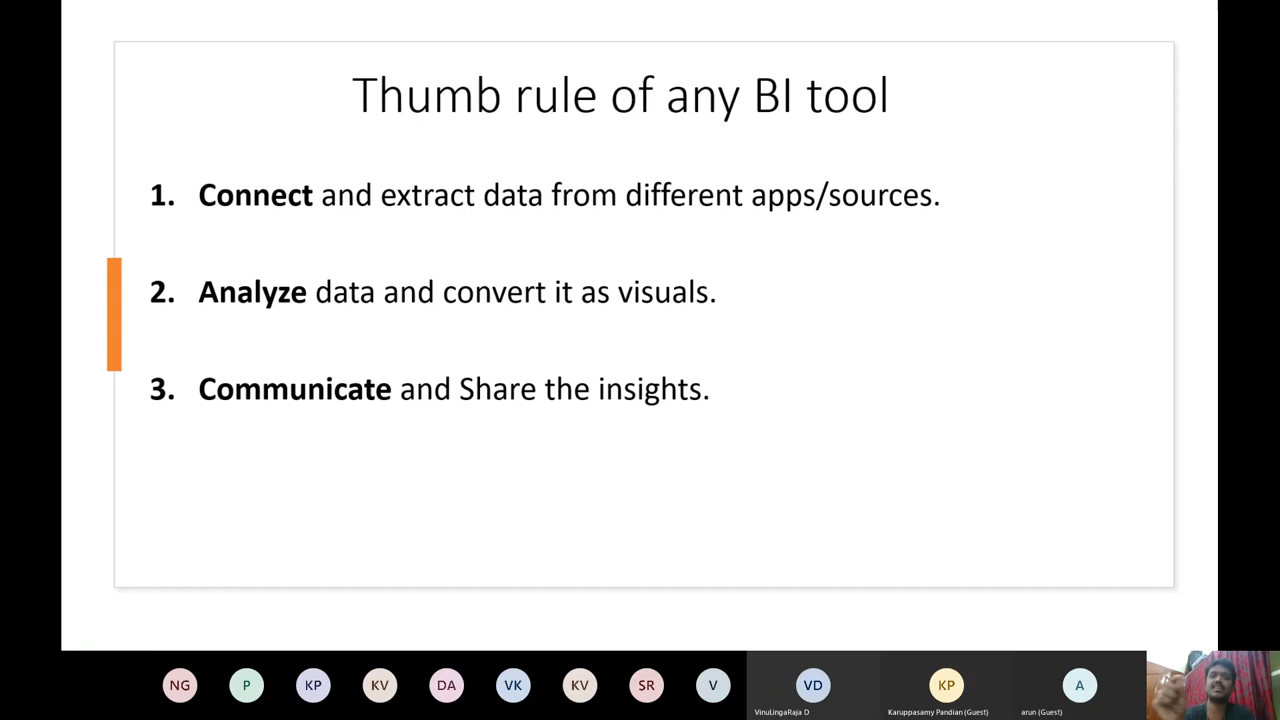 Thumb rule of any BI tool
1. Connect and extract data from different apps/sources.
2. Analyze data and convert it as visuals.
3. Communicate and Share the insights.
NG P KP KV DA VK KV SR V VD KP A
VinuLingaRaja D Karuppasamy Pandian (Guest) arun (Guest)